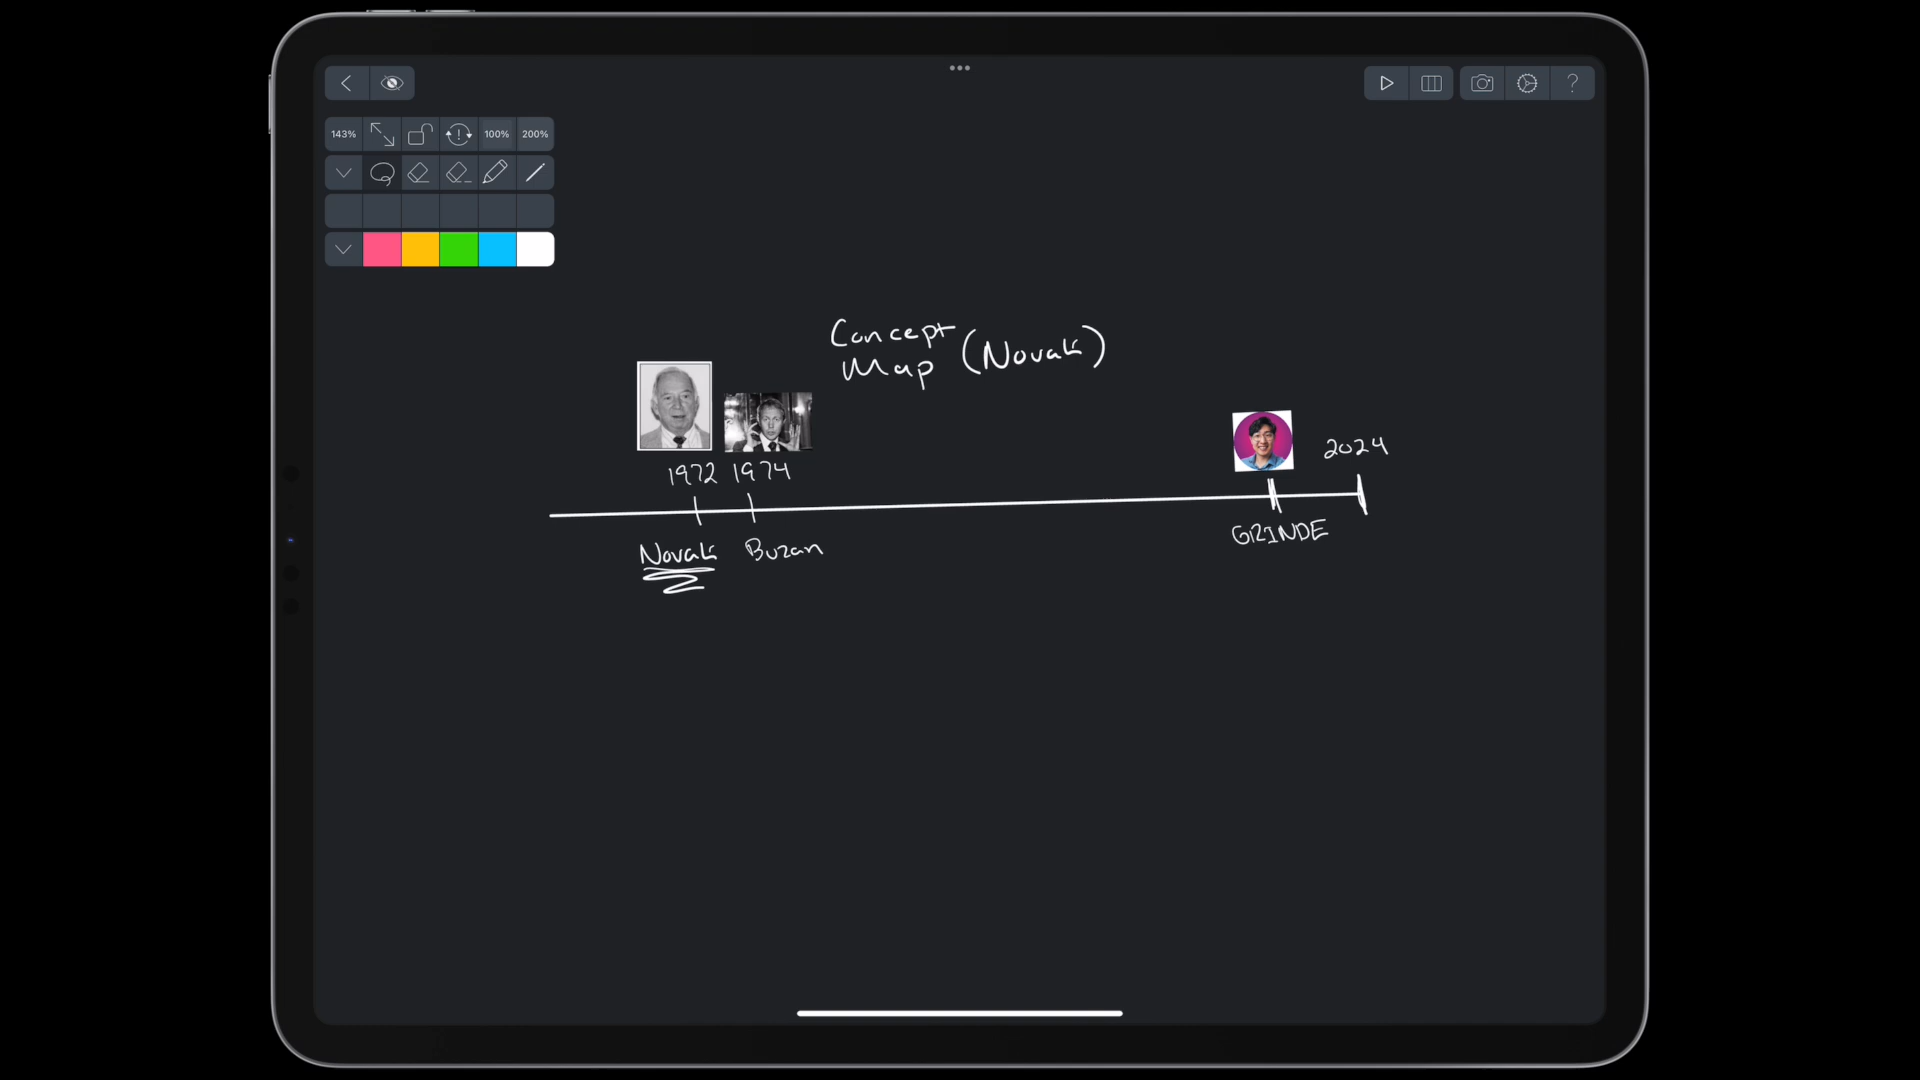 143%
100%
200%
?
Concept
Map (Novak)
1972 1974
2024
Novak Buzan
GRINDE